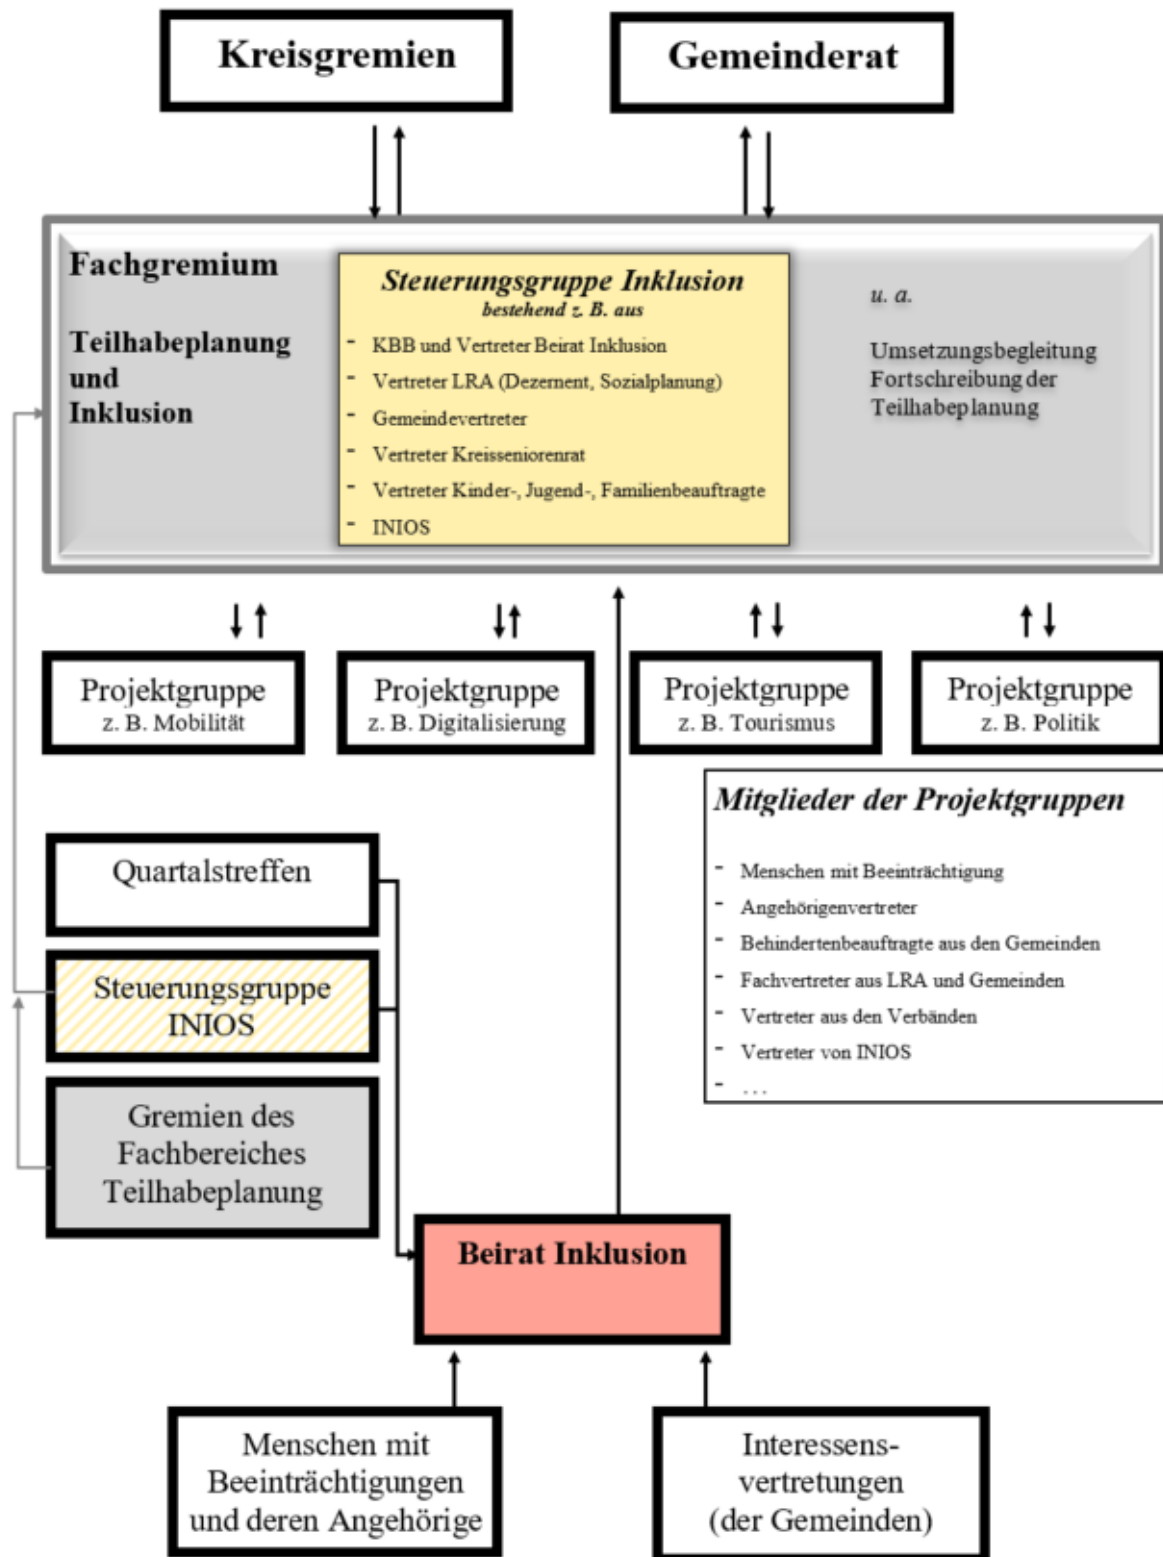 Kreisgremien
Gemeinderat
Fachgremium
Teilhabeplanung
und
Inklusion
Steuerungsgruppe Inklusion
bestehend z. B. aus
- KBB und Vertreter Beirat Inklusion
- Vertreter LRA (Dezernent, Sozialplanung)
- Gemeindevertreter
- Vertreter Kreisseniorenrat
- Vertreter Kinder-, Jugend-, Familienbeauftragte
- INIOS
u. a.
Umsetzungsbegleitung
Fortschreibung der
Teilhabeplanung
Projektgruppe
z. B. Mobilität
Projektgruppe
z. B. Digitalisierung
Projektgruppe
z. B. Tourismus
Projektgruppe
z. B. Politik
Mitglieder der Projektgruppen
- Menschen mit Beeinträchtigung
- Angehörigenvertreter
- Behindertenbeauftragte aus den Gemeinden
- Fachvertreter aus LRA und Gemeinden
- Vertreter aus den Verbänden
- Vertreter von INIOS
- …
Quartalstreffen
Steuerungsgruppe
INIOS
Gremien des
Fachbereiches
Teilhabeplanung
Beirat Inklusion
Menschen mit
Beeinträchtigungen
und deren Angehörige
Interessens-
vertretungen
(der Gemeinden)